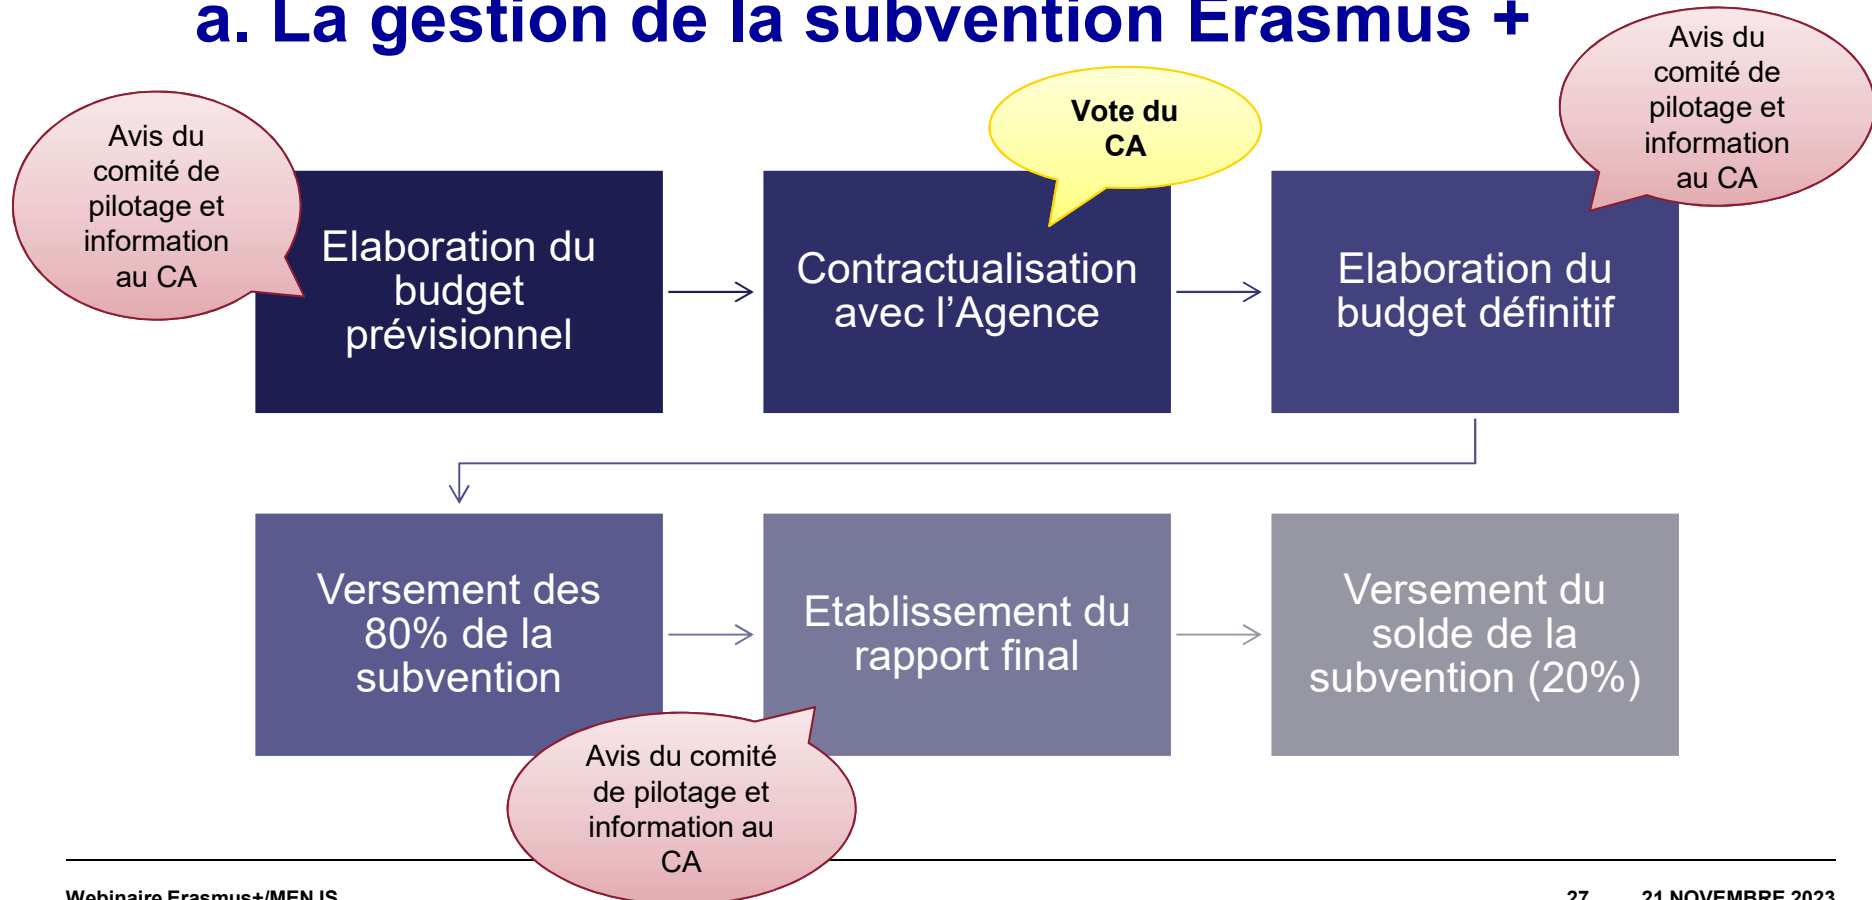 a. La gestion de la subvention Erasmus +
Avis du
comité de
pilotage et
information
au CA
Vote du
CA
Avis du
comité de
pilotage et
information
au CA
Elaboration du
budget
prévisionnel
Contractualisation
avec l’Agence
Elaboration du
budget définitif
Versement des
80% de la
subvention
Etablissement du
rapport final
Versement du
solde de la
subvention (20%)
Avis du comité
de pilotage et
information au
CA
Webinaire Erasmus+/MENJS
27
21 NOVEMBRE 2023